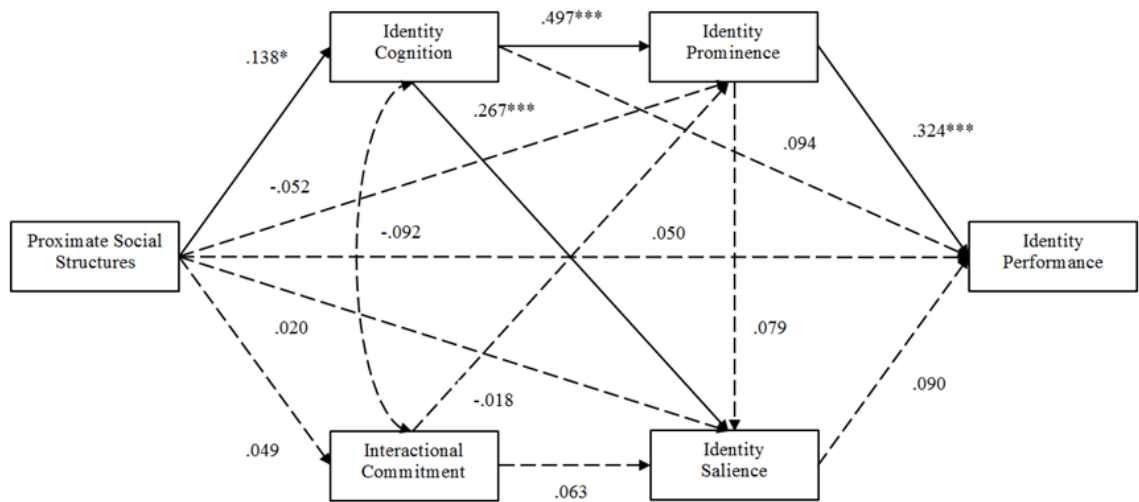 Identity
Cognition
.497***
Identity
Prominence
.138*
.267***
.094
.324***
-.052
Proximate Social
Structures
-.092
.050
Identity
Performance
.020
.079
-.018
.090
.049
Interactional
Commitment
.063
Identity
Salience